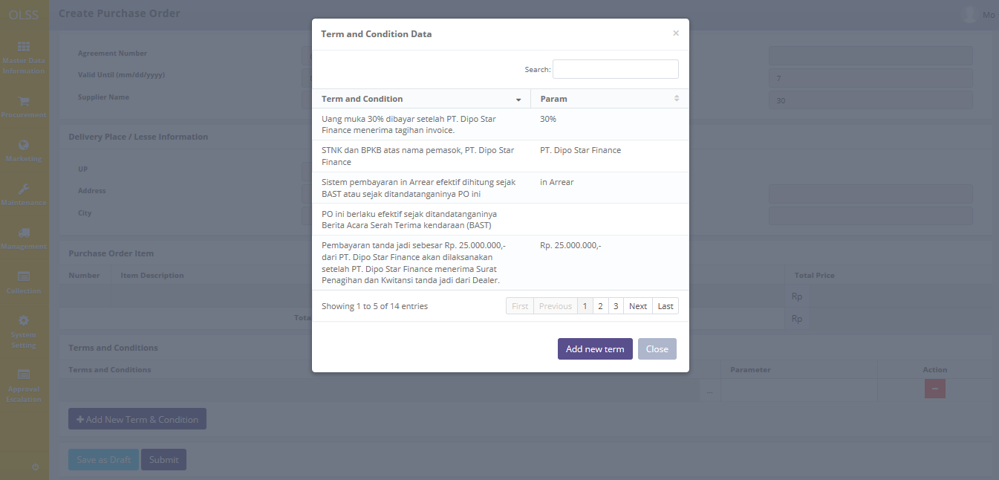 OLSS
Create Purchase Order
Mo
Master Data
Information
Procurement
Marketing
Maintenance
Management
Collection
System
Setting
Approval
Escalation
Agreement Number
Valid Until (mm/dd/yyyy)
7
Supplier Name
30
Delivery Place / Lesse Information
UP
Address
City
Purchase Order Item
Number Item Description Total Price
Rp
Tota Rp
Terms and Conditions
Terms and Conditions Parameter Action
...
Add New Term & Condition
Save as Draft Submit
Term and Condition Data ×
Search:
Term and Condition Param
Uang muka 30% dibayar setelah PT. Dipo Star 30%
Finance menerima tagihan invoice.
STNK dan BPKB atas nama pemasok, PT. Dipo Star PT. Dipo Star Finance
Finance
Sistem pembayaran in Arrear efektif dihitung sejak in Arrear
BAST atau sejak ditandatanganinya PO ini
PO ini berlaku efektif sejak ditandatanganinya
Berita Acara Serah Terima kendaraan (BAST)
Pembayaran tanda jadi sebesar Rp. 25.000.000,- Rp. 25.000.000,-
dari PT. Dipo Star Finance akan dilaksanakan
setelah PT. Dipo Star Finance menerima Surat
Penagihan dan Kwitansi tanda jadi dari Dealer.
Showing 1 to 5 of 14 entries First Previous 1 2 3 Next Last
Add new term Close